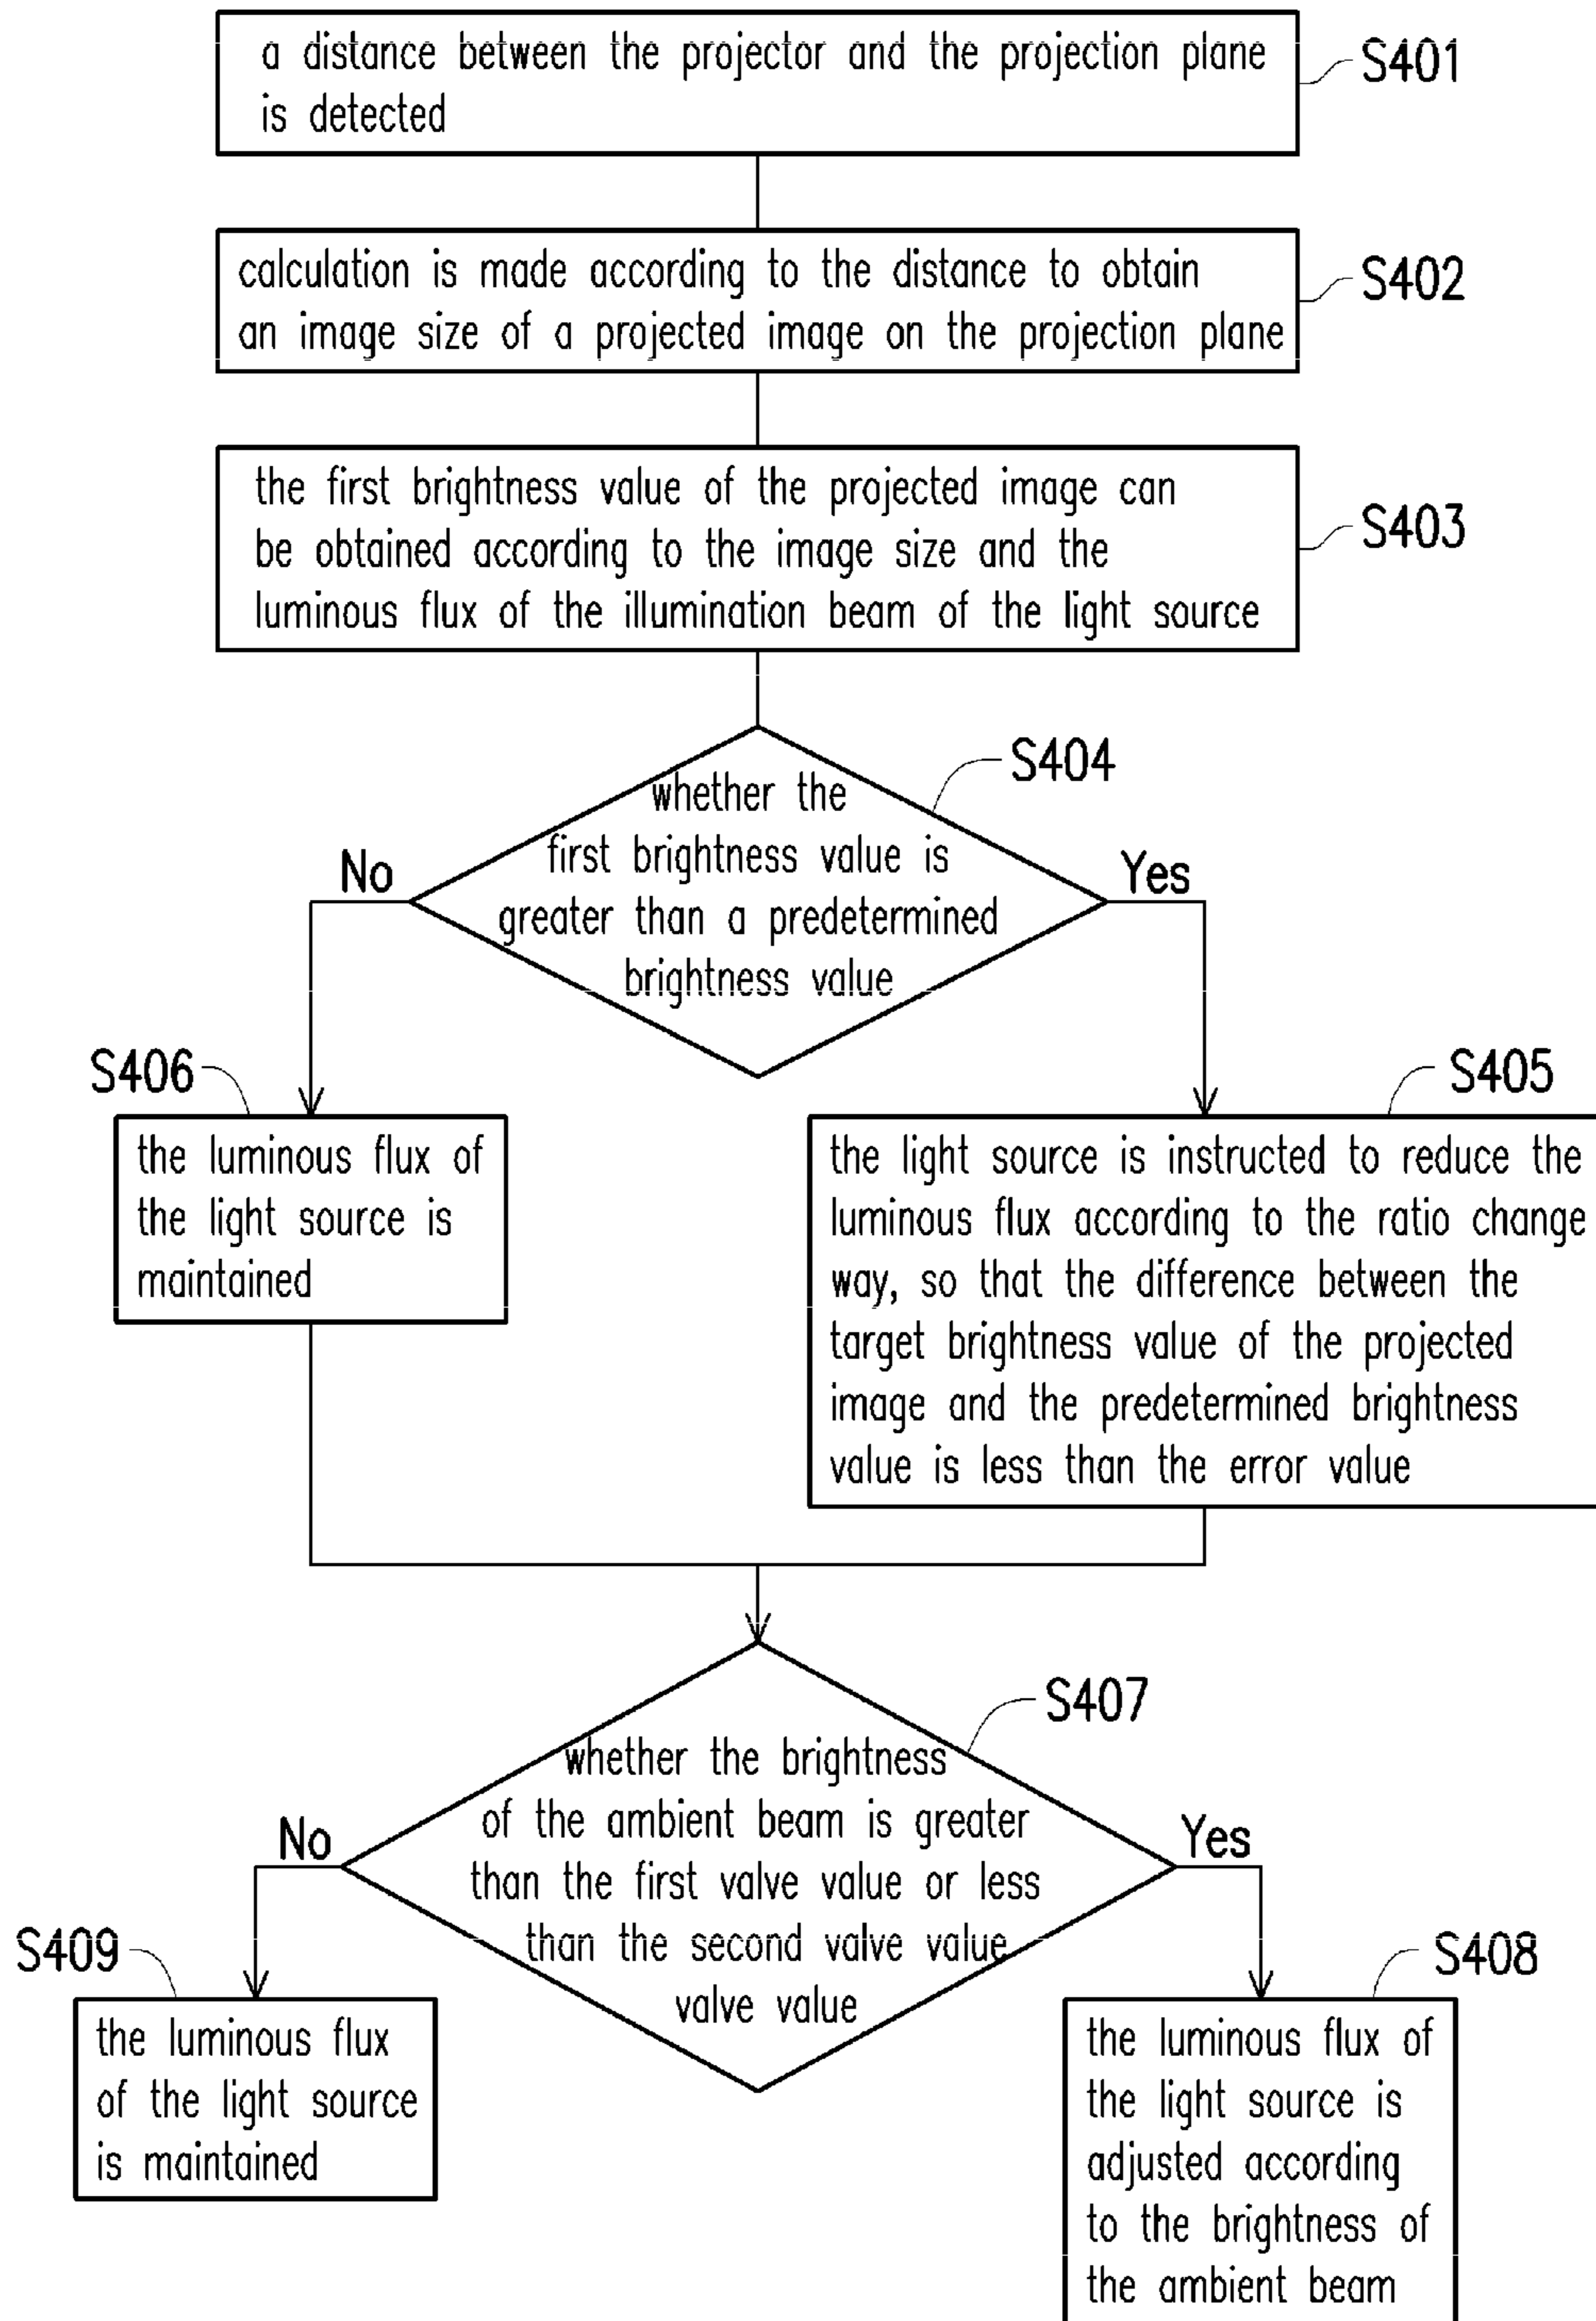 a distance between the projector and the projection plane
is detected
S401
calculation is made according to the distance to obtain
an image size of a projected image on the projection plane
S402
the first brightness value of the projected image can
be obtained according to the image size and the
luminous flux of the illumination beam of the light source
S403
S404
whether the
first brightness value is
greater than a predetermined
brightness value
No
Yes
S406
the luminous flux of
the light source is
maintained
S405
the light source is instructed to reduce the
luminous flux according to the ratio change
way, so that the difference between the
target brightness value of the projected
image and the predetermined brightness
value is less than the error value
S407
whether the brightness
of the ambient beam is greater
than the first valve value or less
than the second valve value
valve value
No
Yes
S409
the luminous flux
of the light source
is maintained
S408
the luminous flux of
the light source is
adjusted according
to the brightness of
the ambient beam